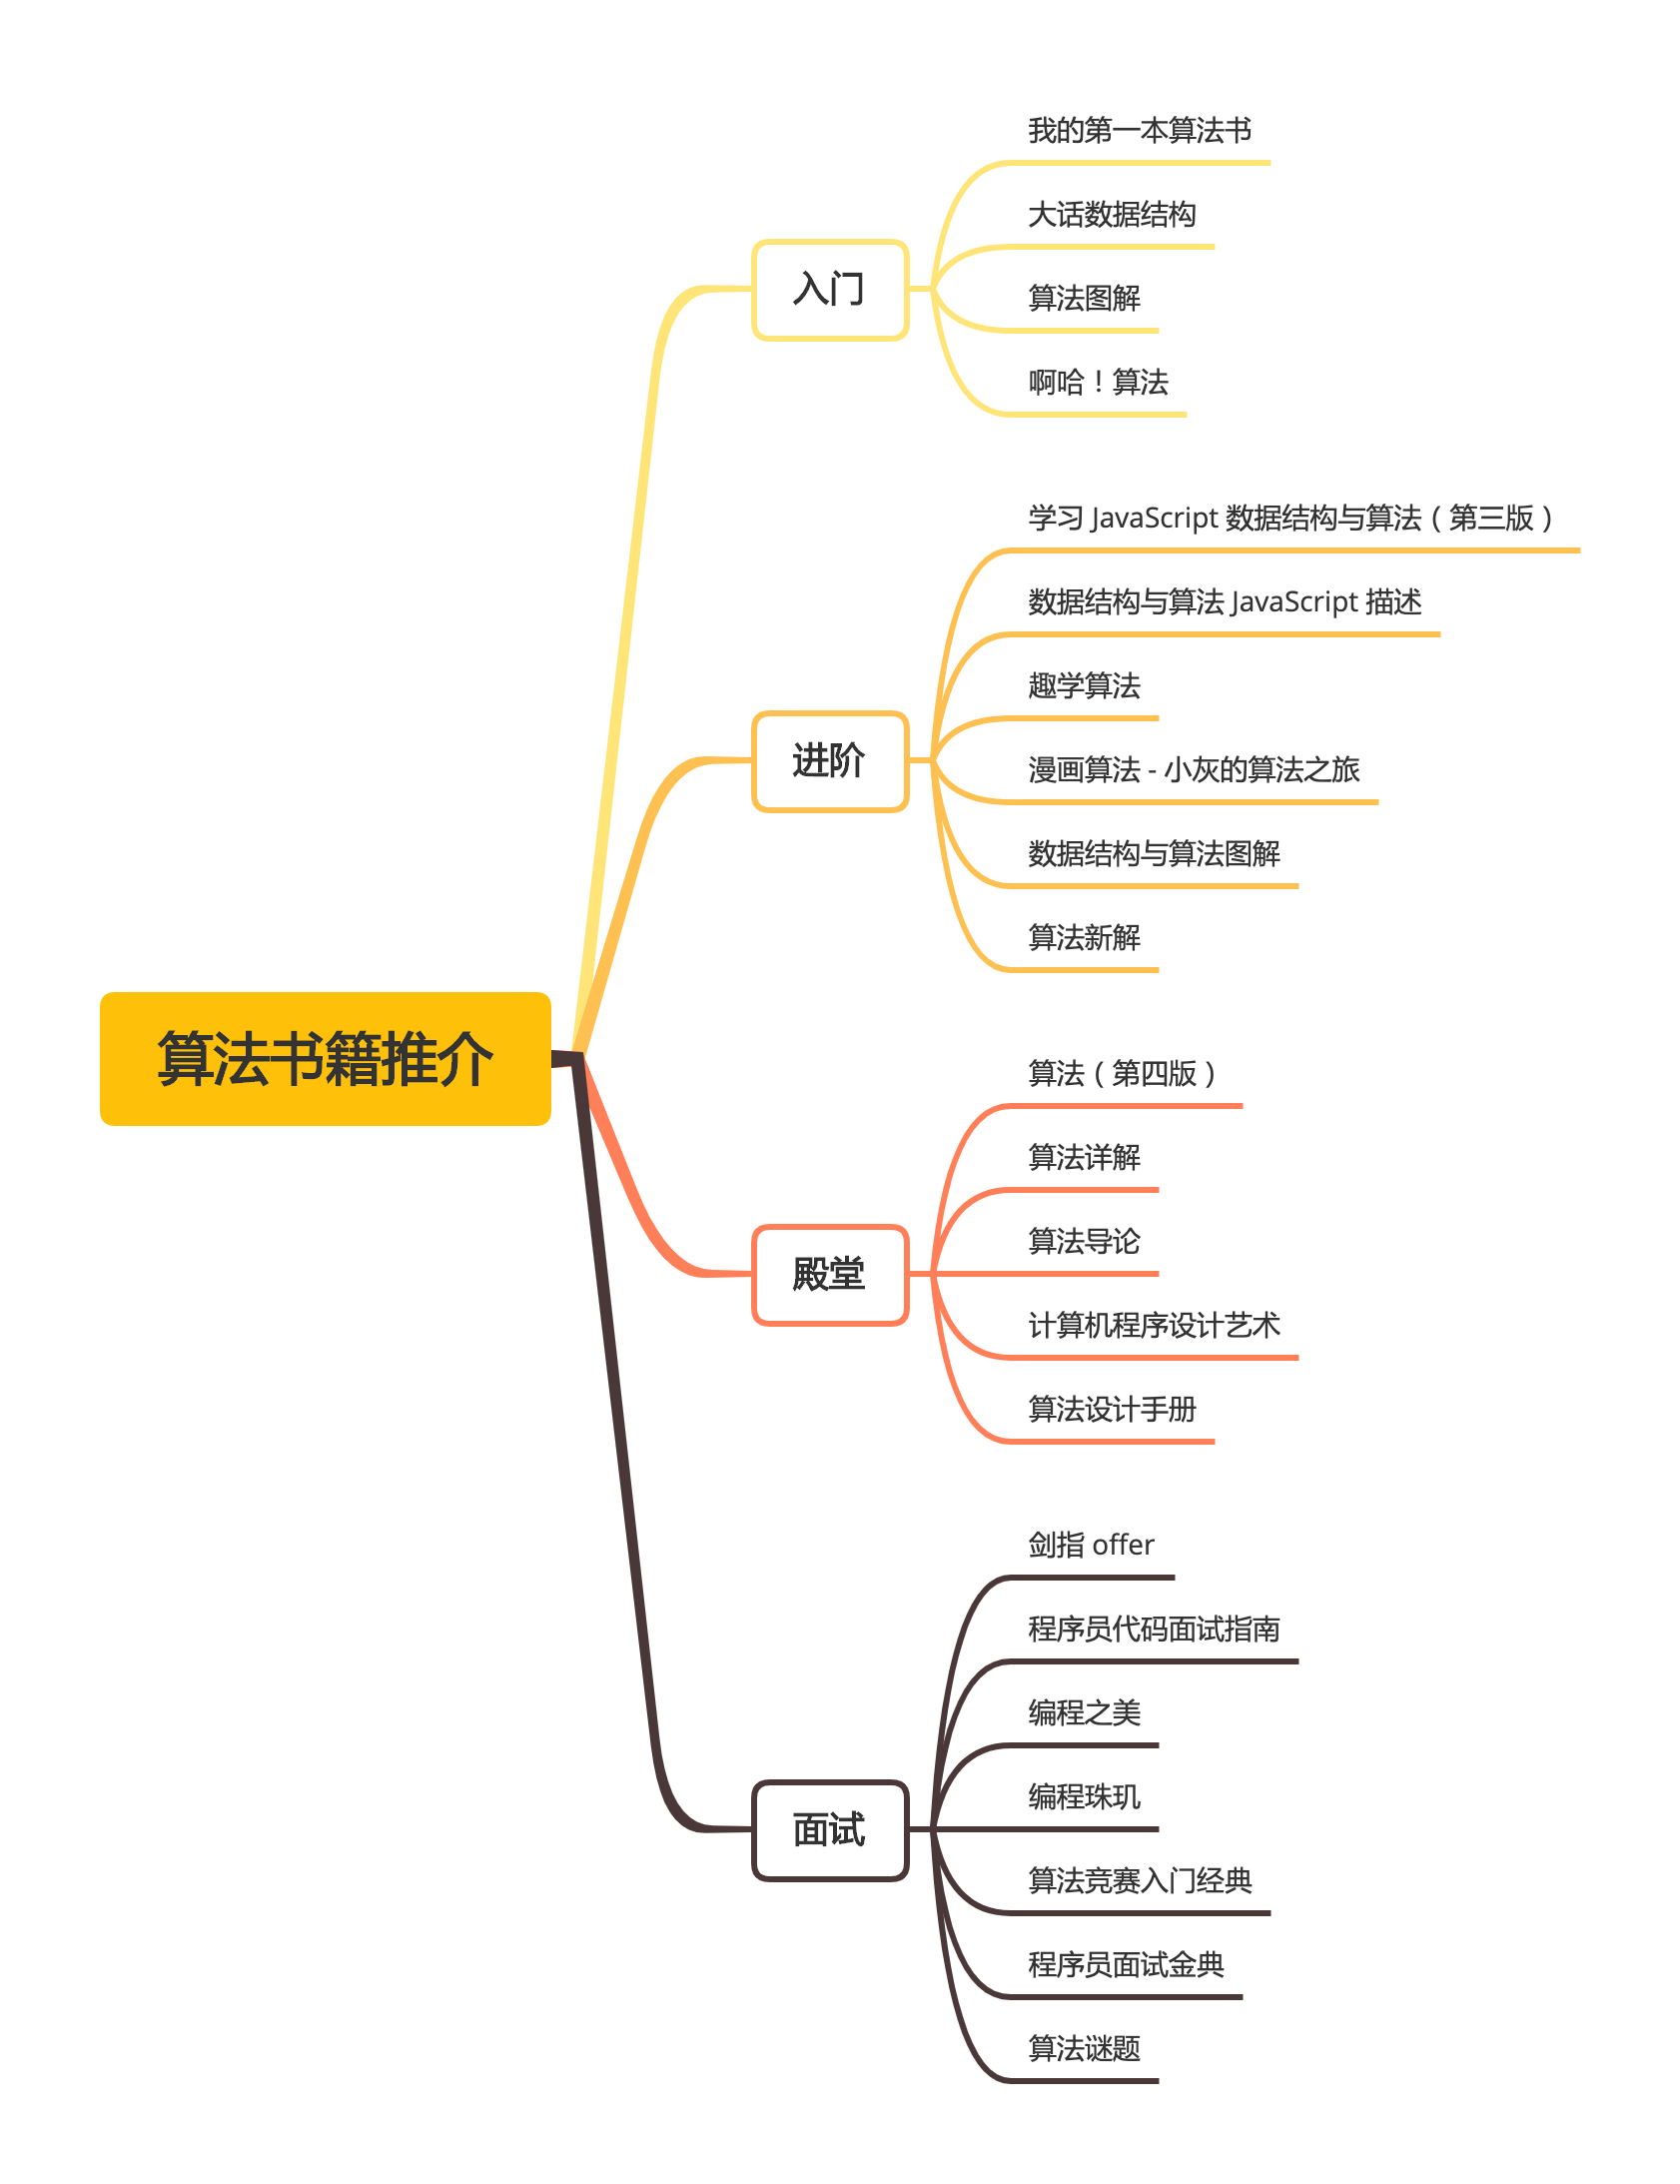 算法书籍推介
入门
我的第一本算法书
大话数据结构
算法图解
啊哈！算法
进阶
学习 JavaScript 数据结构与算法（第三版）
数据结构与算法 JavaScript 描述
趣学算法
漫画算法 - 小灰的算法之旅
数据结构与算法图解
算法新解
殿堂
算法（第四版）
算法详解
算法导论
计算机程序设计艺术
算法设计手册
面试
剑指 offer
程序员代码面试指南
编程之美
编程珠玑
算法竞赛入门经典
程序员面试金典
算法谜题